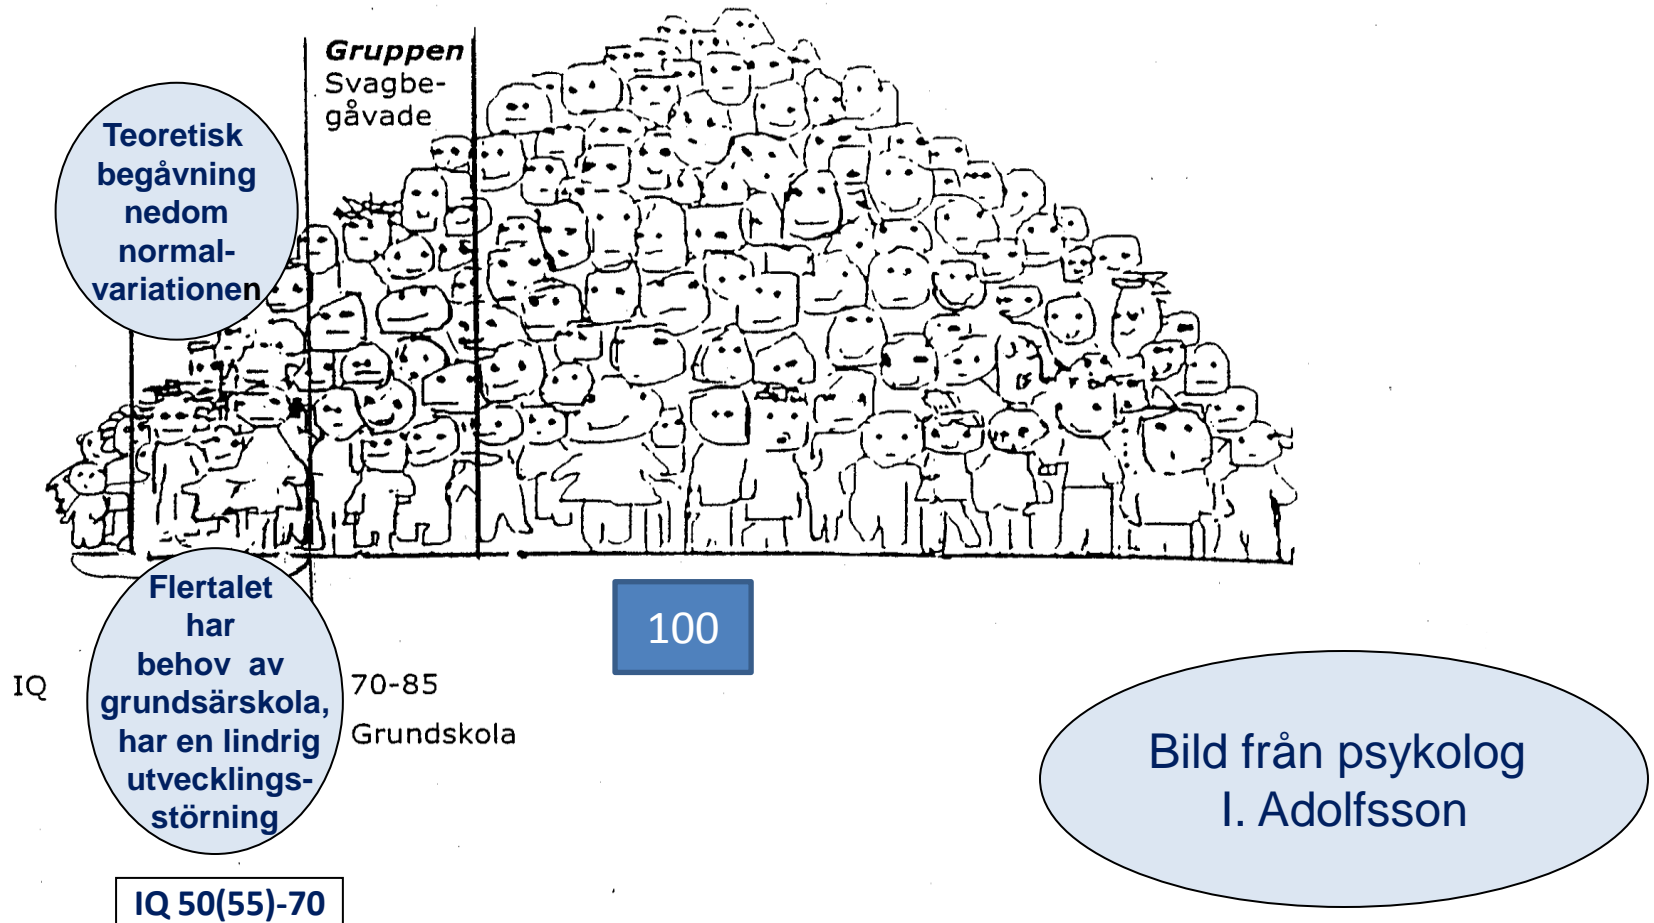 Gruppen
Svagbe-
gåvade
Teoretisk
begåvning
nedom
normal-
variationen
100
IQ
Flertalet
har
behov av
grundsärskola,
har en lindrig
utvecklings-
störning
70-85
Grundskola
IQ 50(55)-70
Bild från psykolog
I. Adolfsson